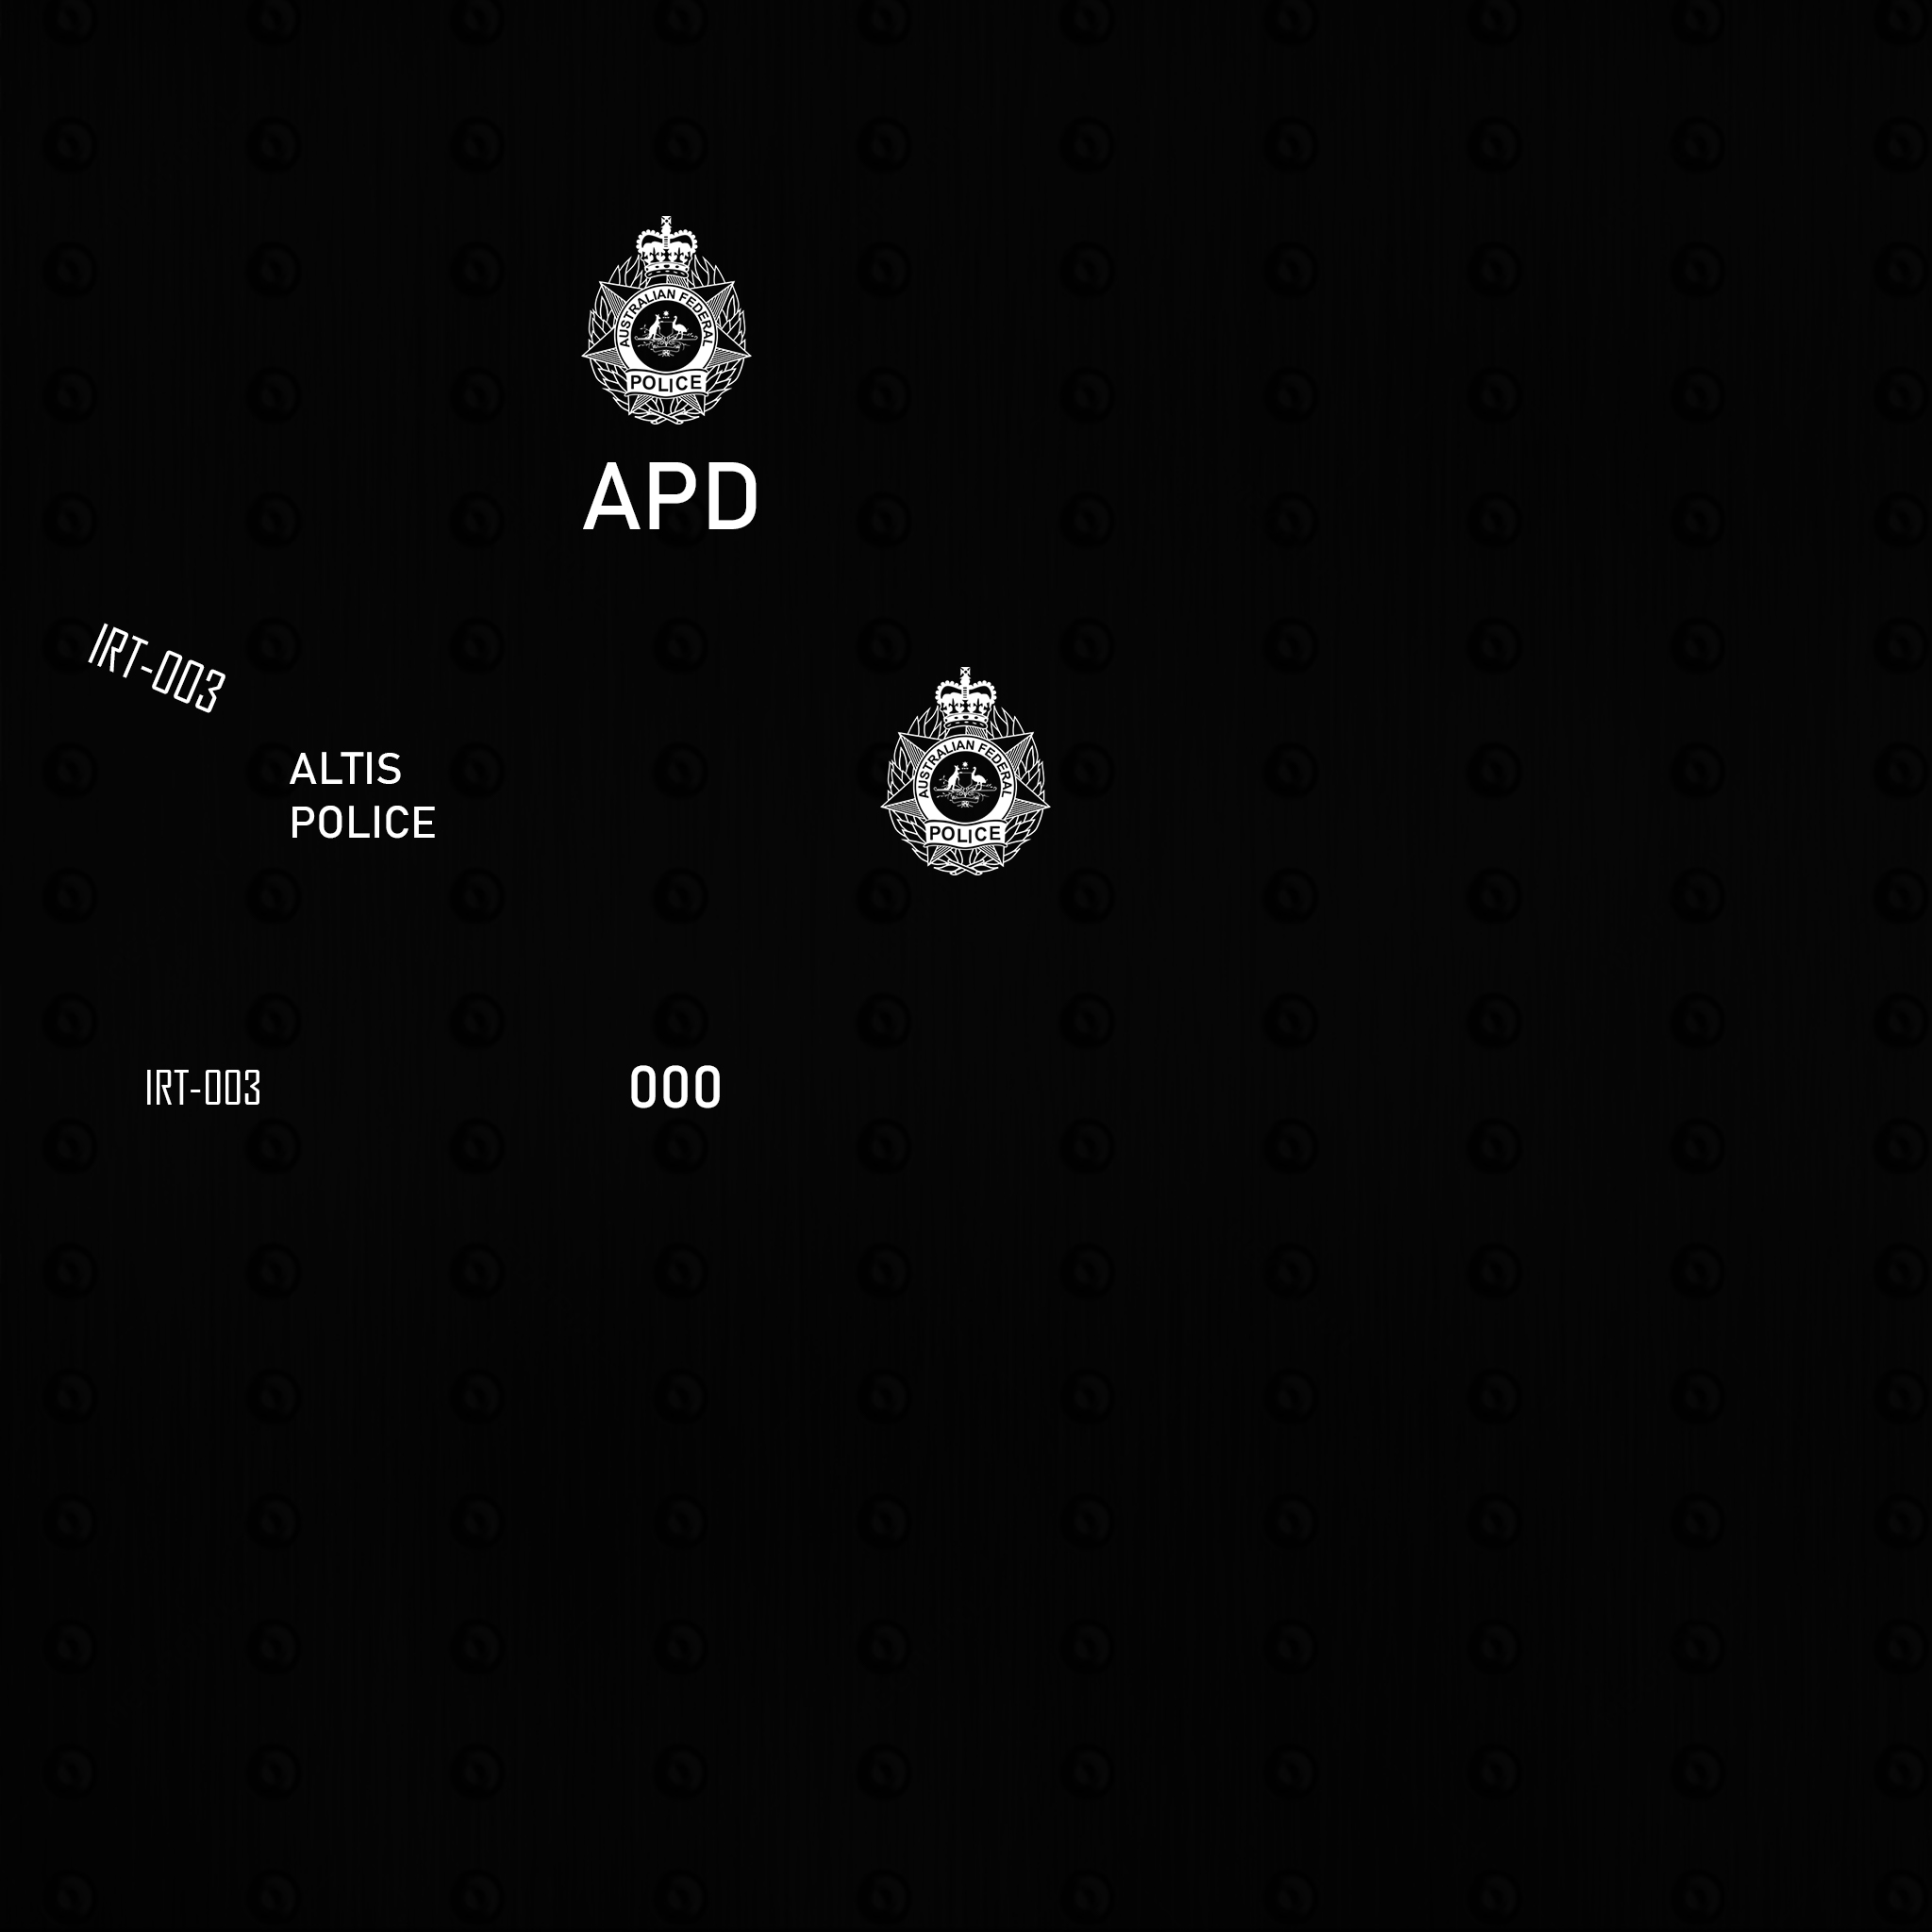 AUSTRALIAN FEDERAL
POLICE
APD
IRT-003
ALTIS
POLICE
AUSTRALIAN FEDERAL
POLICE
IRT-003
000